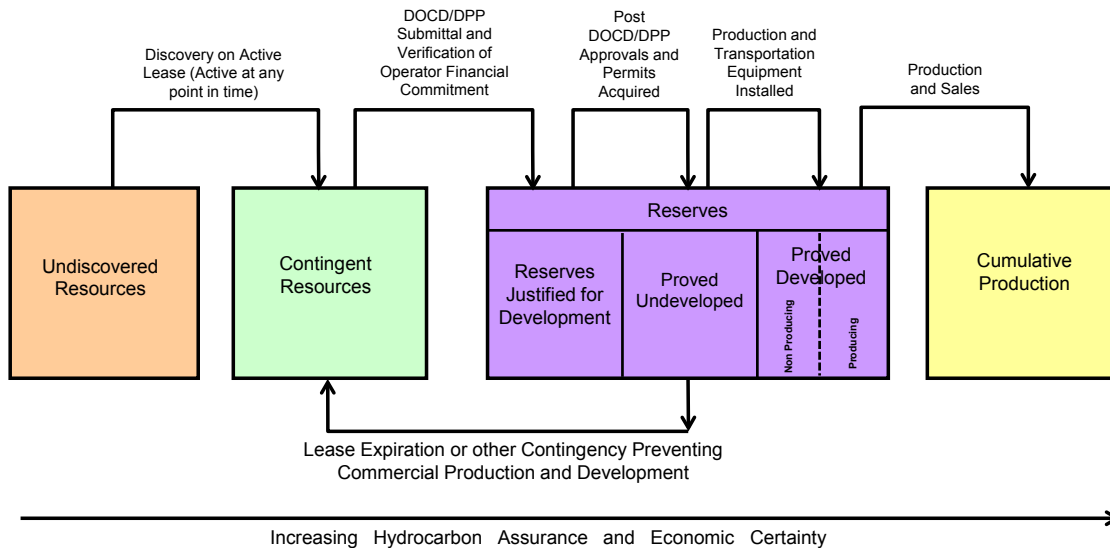 Discovery on Active
Lease (Active at any
point in time)
DOCD/DPP
Submittal and
Verification of
Operator Financial
Commitment
Post
DOCD/DPP
Approvals and
Permits
Acquired
Production and
Transportation
Equipment
Installed
Production
and Sales
Undiscovered
Resources
Contingent
Resources
Reserves
Reserves
Justified for
Development
Proved
Undeveloped
Proved
Developed
Non Producing
Producing
Cumulative
Production
Lease Expiration or other Contingency Preventing
Commercial Production and Development
Increasing Hydrocarbon Assurance and Economic Certainty